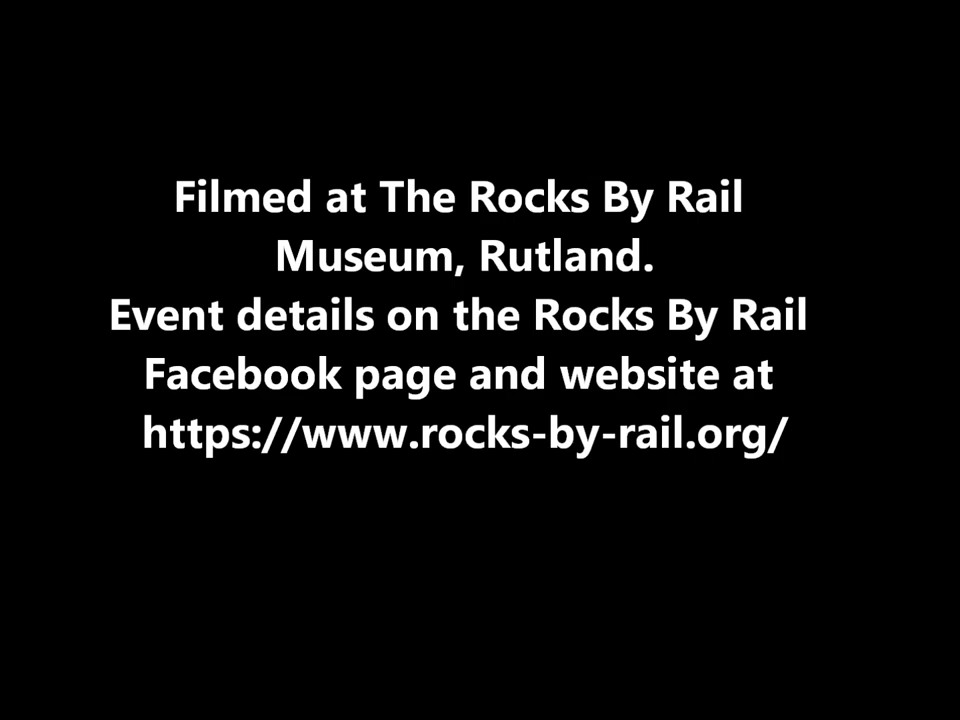 Filmed at The Rocks By Rail
Museum, Rutland.
Event details on the Rocks By Rail
Facebook page and website at
https://www.rocks-by-rail.org/